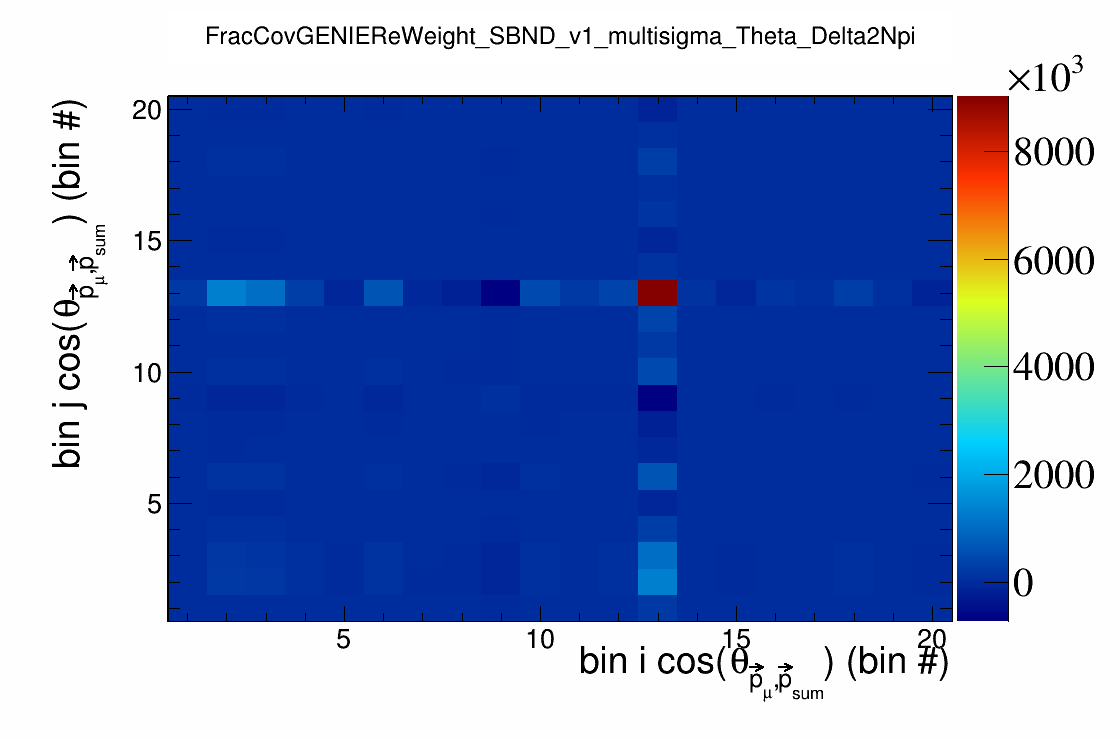 FracCovGENIEReWeight_SBND_v1_multisigma_Theta_Delta2Npi
×10³
20
15
10
5
8000
6000
4000
2000
0
5 10 15 20
bin j cos(θ p⃗μ,p⃗sum) (bin #)
bin i cos(θ p⃗μ,p⃗sum) (bin #)